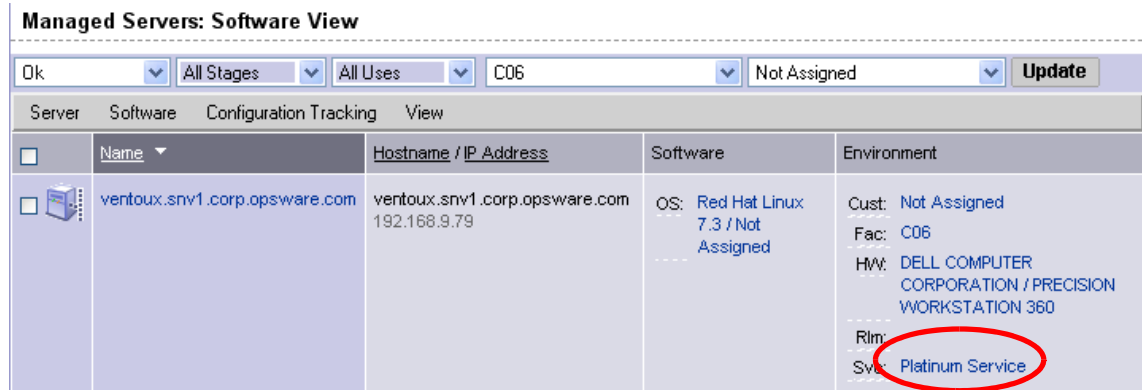 Managed Servers: Software View
Ok All Stages All Uses C06 Not Assigned Update
Server Software Configuration Tracking View
Name Hostname / IP Address Software Environment
ventoux.snv1.corp.opsware.com
ventoux.snv1.corp.opsware.com
192.168.9.79
OS: Red Hat Linux
7.3 / Not
Assigned
Cust: Not Assigned
Fac: C06
HW: DELL COMPUTER
CORPORATION / PRECISION
WORKSTATION 360
Rlm:
Svc: Platinum Service